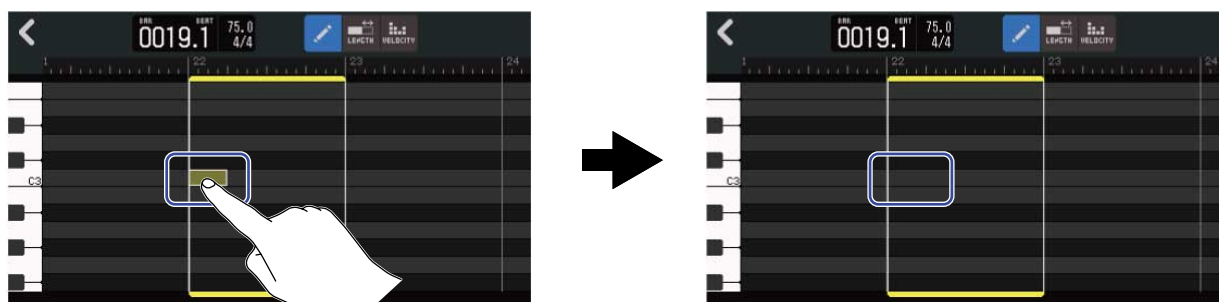 BAR BEAT
0019.1 75.0
4/4
LENGTH VELOCITY
1 22 23 24
C3
BAR BEAT
0019.1 75.0
4/4
LENGTH VELOCITY
1 22 23 24
C3